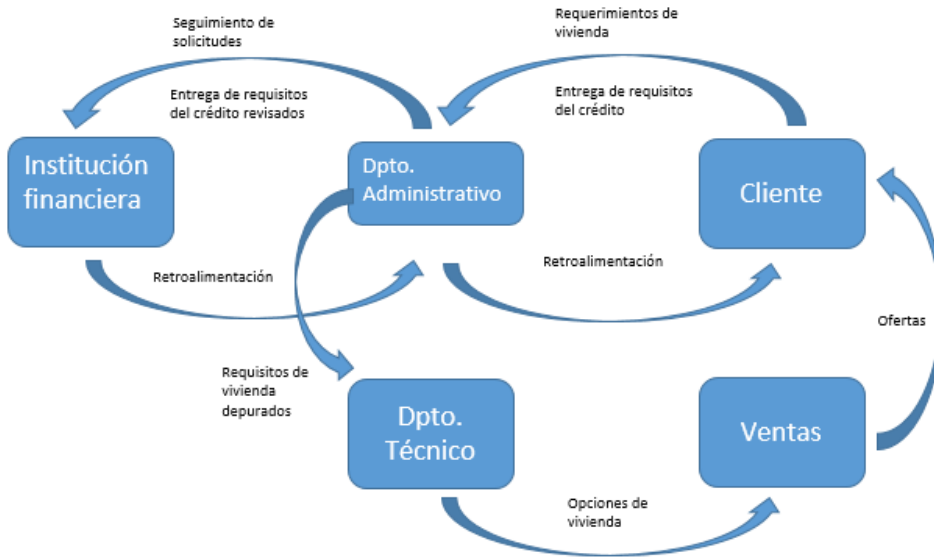 Seguimiento de
solicitudes
Requerimientos de
vivienda
Entrega de requisitos
del crédito revisados
Entrega de requisitos
del crédito
Institución
financiera
Dpto.
Administrativo
Cliente
Retroalimentación
Retroalimentación
Ofertas
Requisitos de
vivienda
depurados
Dpto.
Técnico
Ventas
Opciones de
vivienda